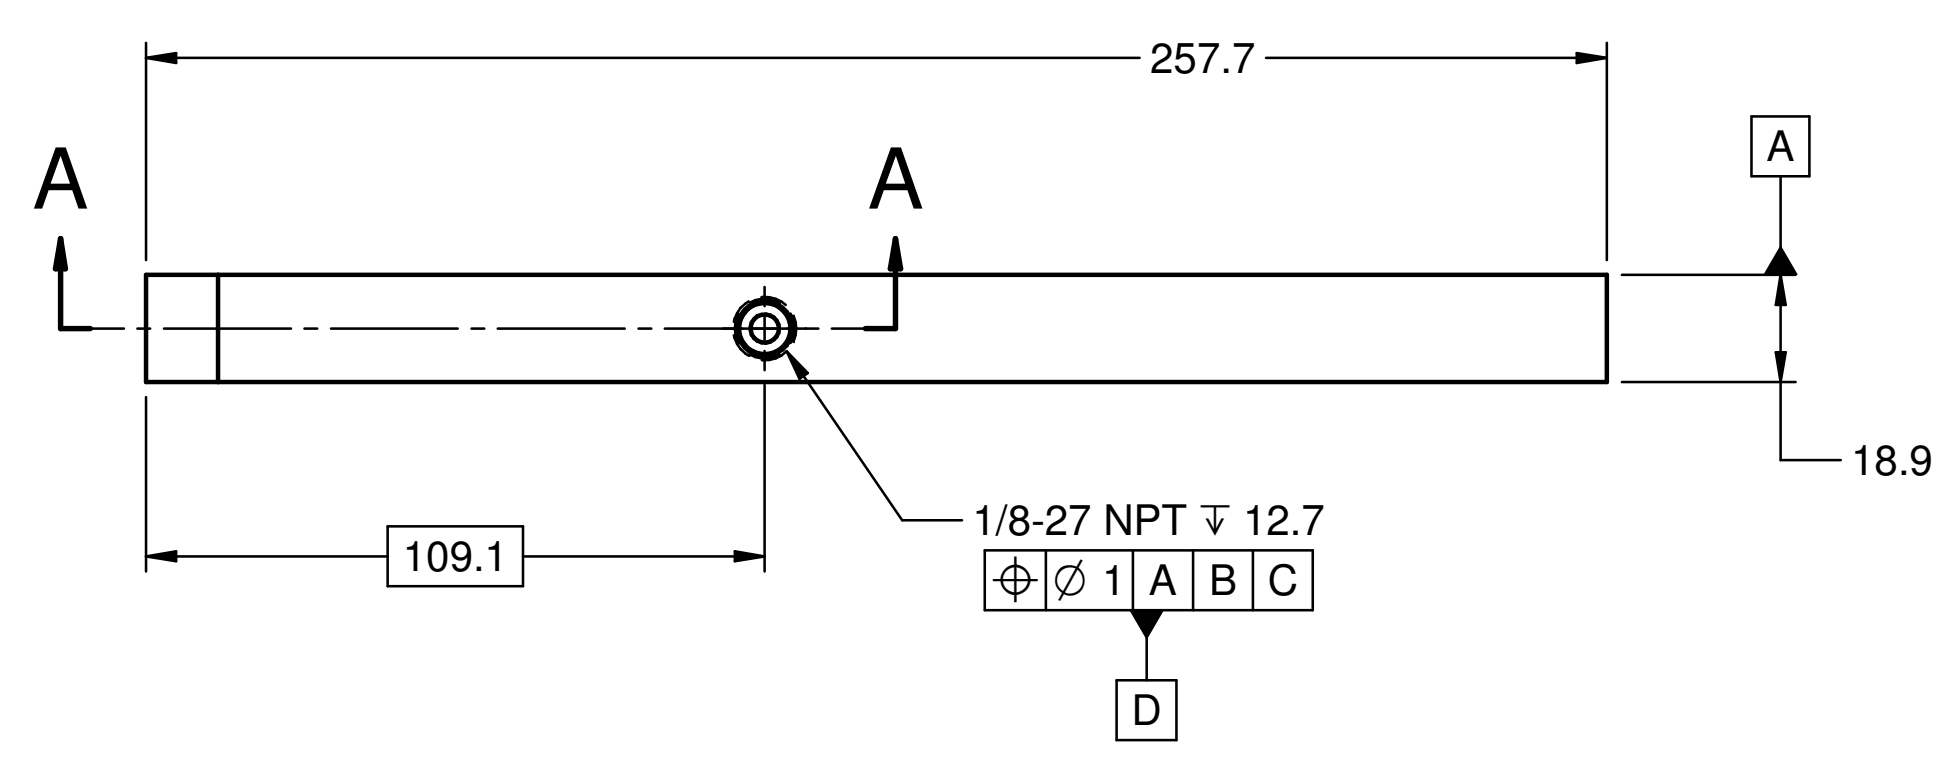 257.7
A
A
A
18.9
1/8-27 NPT ↧ 12.7
109.1
⌖ ∅ 1 A B C
D